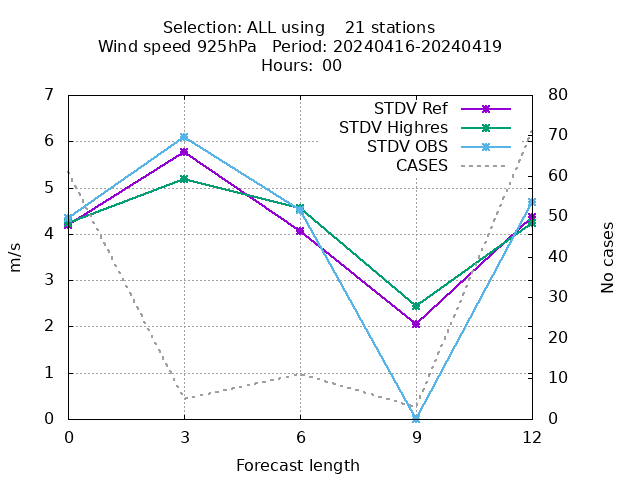 Selection: ALL using    21 stations
Wind speed 925hPa   Period: 20240416-20240419
Hours: 00
STDV Ref
STDV Highres
STDV OBS
CASES
7
6
5
4
3
2
1
0
m/s
80
70
60
50
40
30
20
10
0
No cases
0
3
6
9
12
Forecast length